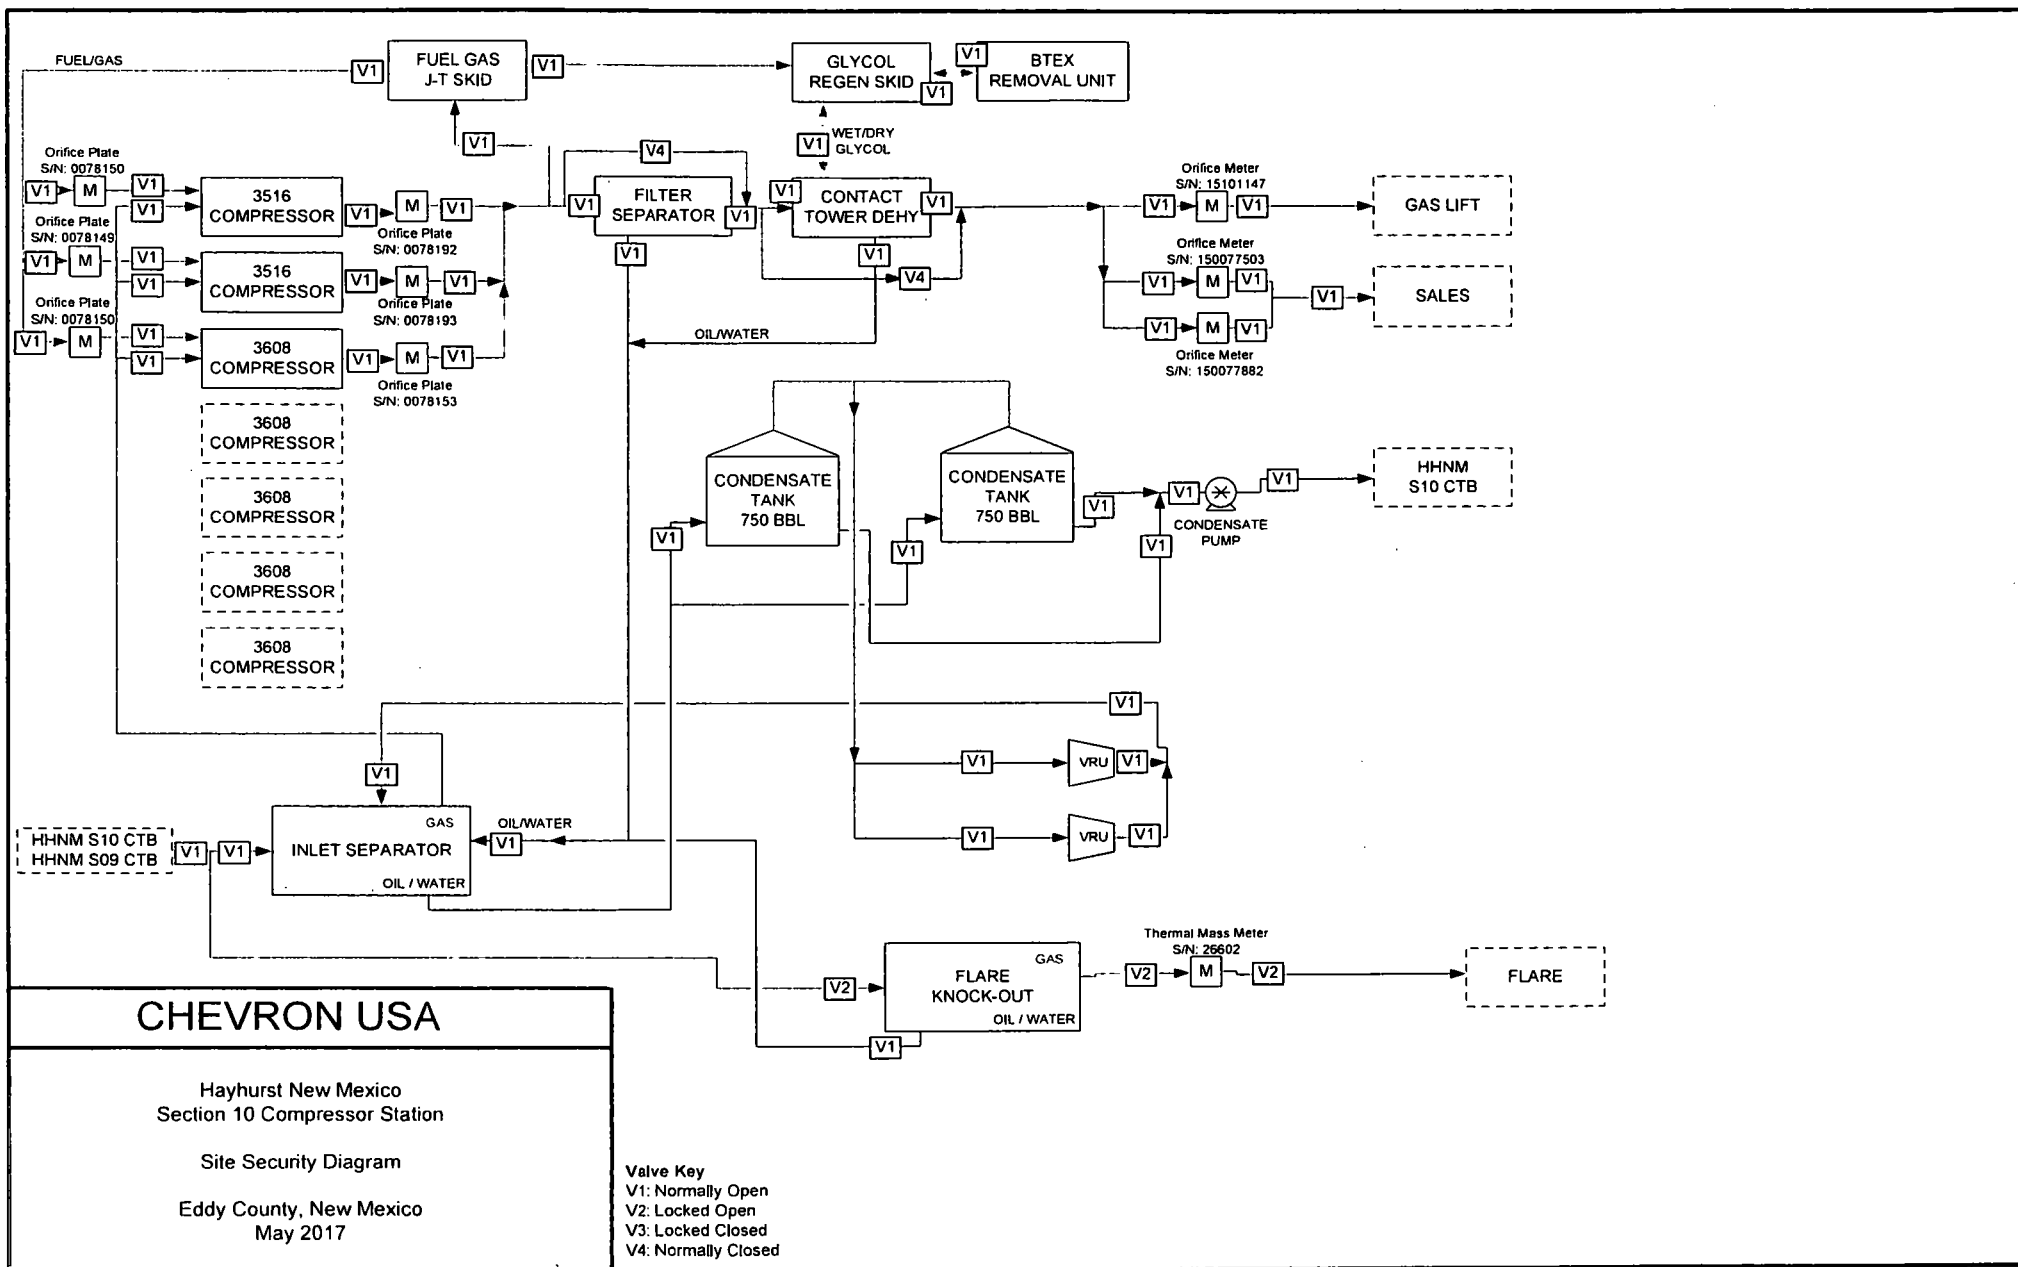 FUEL/GAS
V1
FUEL GAS
J-T SKID
V1
GLYCOL
REGEN SKID
V1
V1
BTEX
REMOVAL UNIT
V1
V4
V1
WET/DRY
GLYCOL
Orifice Plate
S/N: 0078150
V1
M
V1
V1
3516
COMPRESSOR
V1
M
V1
Orifice Plate
S/N: 0078192
V1
FILTER
SEPARATOR
V1
V1
V1
CONTACT
TOWER DEHY
V1
V1
V4
Orifice Meter
S/N: 15101147
V1
M
V1
GAS LIFT
Orifice Plate
S/N: 0078149
V1
M
V1
V1
3516
COMPRESSOR
V1
M
V1
Orifice Plate
S/N: 0078193
Orifice Meter
S/N: 150077503
V1
M
V1
V1
SALES
V1
M
V1
Orifice Meter
S/N: 150077882
Orifice Plate
S/N: 0078150
V1
M
V1
V1
3608
COMPRESSOR
V1
M
V1
Orifice Plate
S/N: 0078153
OIL/WATER
3608
COMPRESSOR
3608
COMPRESSOR
3608
COMPRESSOR
3608
COMPRESSOR
CONDENSATE
TANK
750 BBL
V1
CONDENSATE
TANK
750 BBL
V1
V1
V1
V1
CONDENSATE
PUMP
V1
HHNM
S10 CTB
V1
V1
V1
VRU
V1
V1
VRU
V1
HHNM S10 CTB
HHNM S09 CTB
V1
V1
GAS
INLET SEPARATOR
OIL / WATER
OIL/WATER
V1
V2
GAS
FLARE
KNOCK-OUT
OIL / WATER
V1
V2
Thermal Mass Meter
S/N: 26602
M
V2
FLARE
CHEVRON USA
Hayhurst New Mexico
Section 10 Compressor Station
Site Security Diagram
Eddy County, New Mexico
May 2017
Valve Key
V1: Normally Open
V2: Locked Open
V3: Locked Closed
V4: Normally Closed